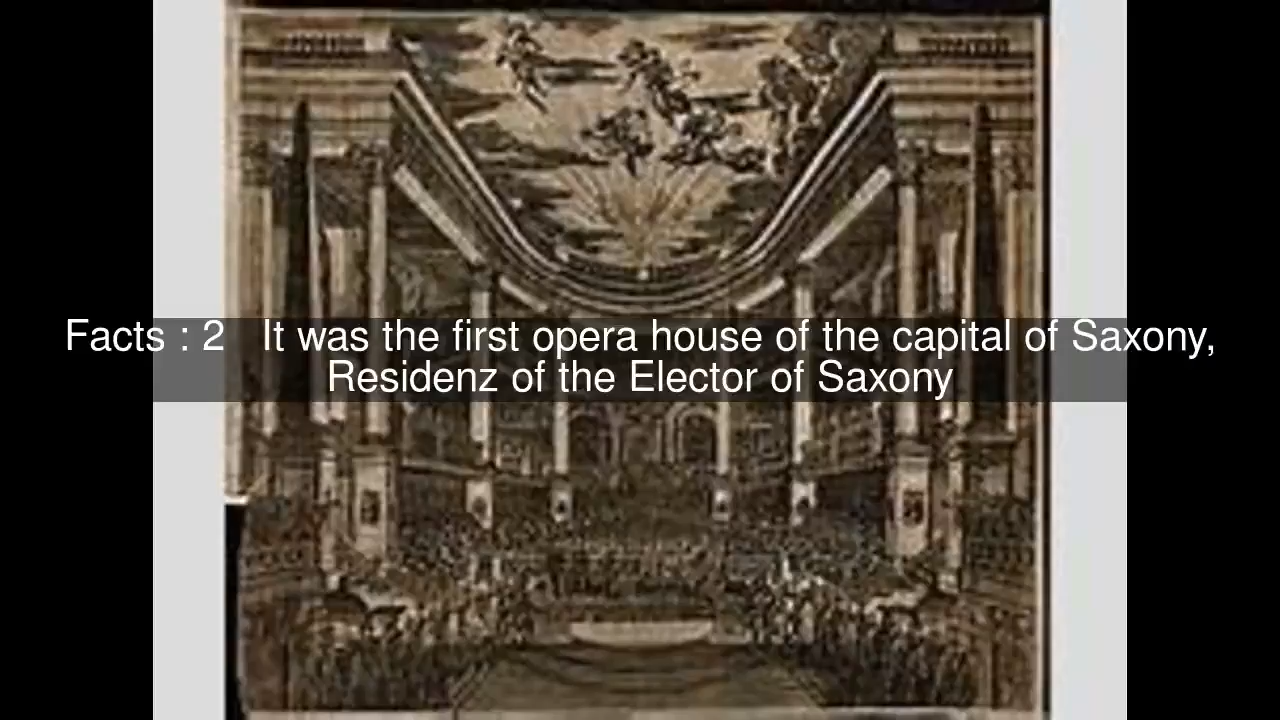 Facts : 2   It was the first opera house of the capital of Saxony,
Residenz of the Elector of Saxony